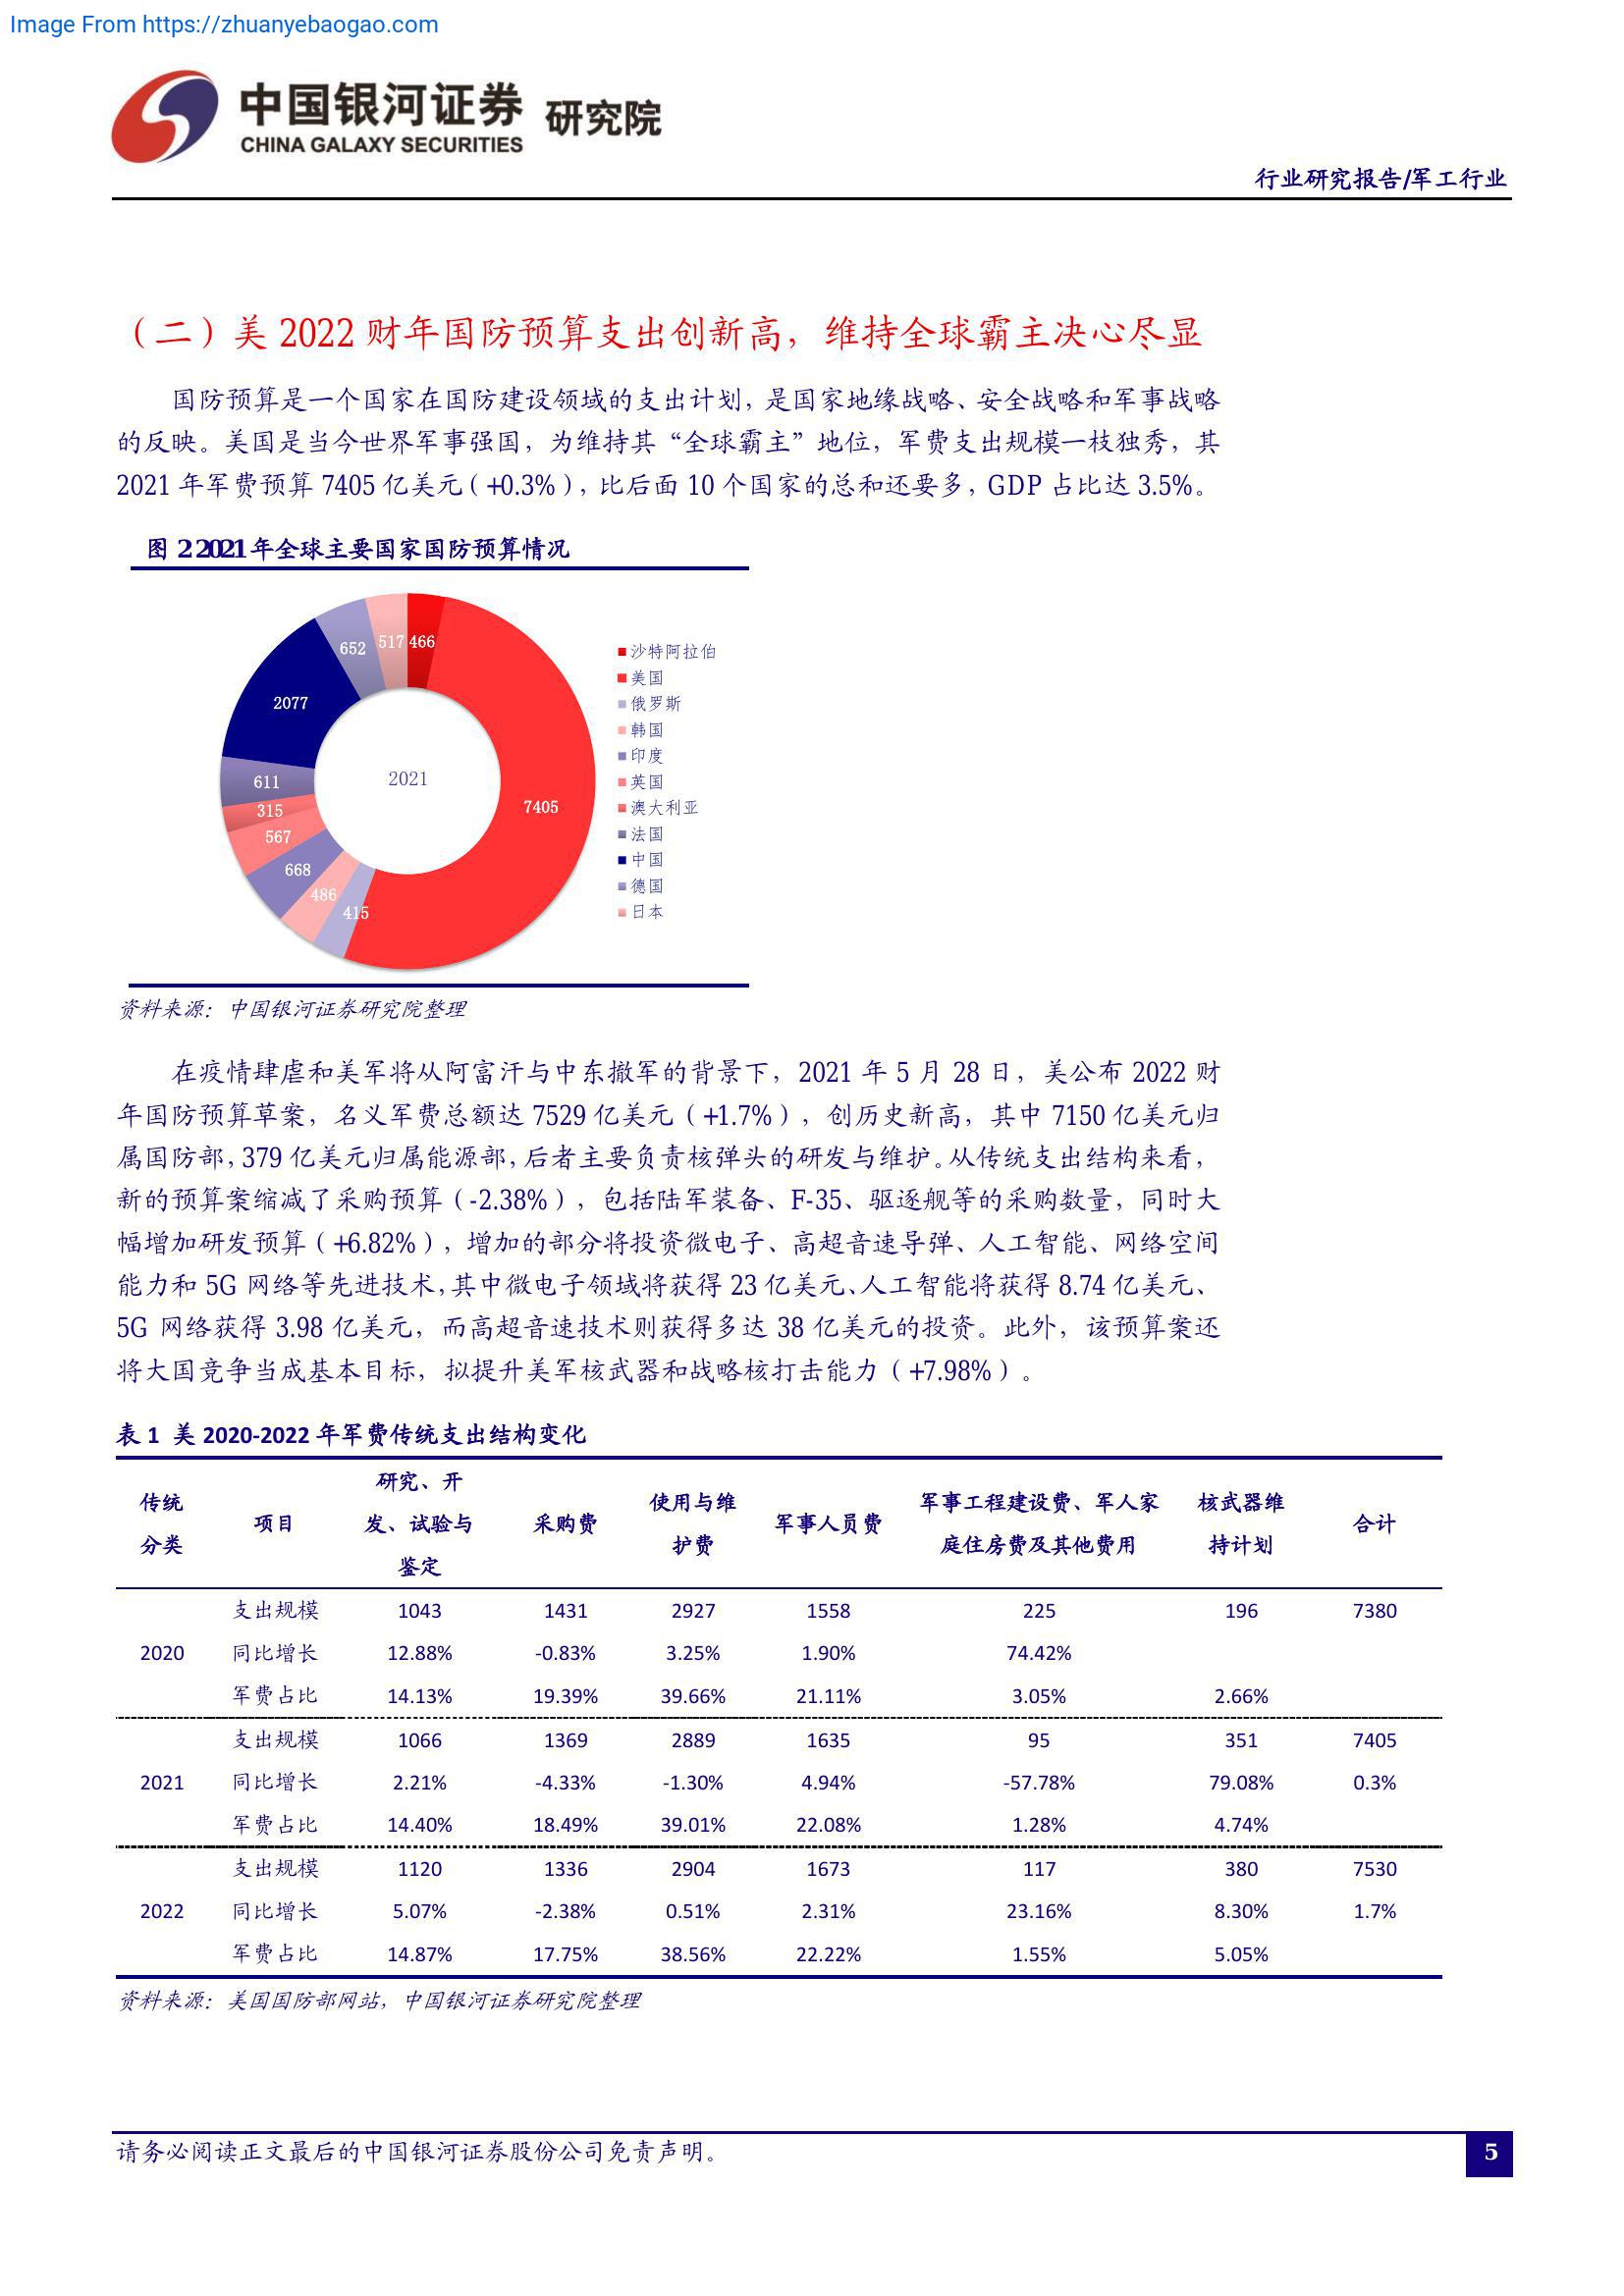 Image From https://zhuanyebaogao.com
中国银河证券 研究院
CHINA GALAXY SECURITIES
行业研究报告/军工行业
（二）美 2022 财年国防预算支出创新高，维持全球霸主决心尽显
国防预算是一个国家在国防建设领域的支出计划，是国家地缘战略、安全战略和军事战略
的反映。美国是当今世界军事强国，为维持其“全球霸主”地位，军费支出规模一枝独秀，其
2021 年军费预算 7405 亿美元（+0.3%），比后面 10 个国家的总和还要多，GDP 占比达 3.5%。
图 2 2021 年全球主要国家国防预算情况
652
517
466
2077
611
315
567
668
486
415
7405
2021
沙特阿拉伯
美国
俄罗斯
韩国
印度
英国
澳大利亚
法国
中国
德国
日本
资料来源：中国银河证券研究院整理
在疫情肆虐和美军将从阿富汗与中东撤军的背景下，2021 年 5 月 28 日，美公布 2022 财
年国防预算草案，名义军费总额达 7529 亿美元（+1.7%），创历史新高，其中 7150 亿美元归
属国防部，379 亿美元归属能源部，后者主要负责核弹头的研发与维护。从传统支出结构来看，
新的预算案缩减了采购预算（-2.38%），包括陆军装备、F-35、驱逐舰等的采购数量，同时大
幅增加研发预算（+6.82%），增加的部分将投资微电子、高超音速导弹、人工智能、网络空间
能力和 5G 网络等先进技术，其中微电子领域将获得 23 亿美元、人工智能将获得 8.74 亿美元、
5G 网络获得 3.98 亿美元，而高超音速技术则获得多达 38 亿美元的投资。此外，该预算案还
将大国竞争当成基本目标，拟提升美军核武器和战略核打击能力（+7.98%）。
表 1 美 2020-2022 年军费传统支出结构变化
传统分类 项目 研究、开发、试验与鉴定 采购费 使用与维护费 军事人员费 军事工程建设费、军人家庭住房费及其他费用 核武器维持计划 合计
支出规模 1043 1431 2927 1558 225 196 7380
2020 同比增长 12.88% -0.83% 3.25% 1.90% 74.42%
军费占比 14.13% 19.39% 39.66% 21.11% 3.05% 2.66%
支出规模 1066 1369 2889 1635 95 351 7405
2021 同比增长 2.21% -4.33% -1.30% 4.94% -57.78% 79.08% 0.3%
军费占比 14.40% 18.49% 39.01% 22.08% 1.28% 4.74%
支出规模 1120 1336 2904 1673 117 380 7530
2022 同比增长 5.07% -2.38% 0.51% 2.31% 23.16% 8.30% 1.7%
军费占比 14.87% 17.75% 38.56% 22.22% 1.55% 5.05%
资料来源：美国国防部网站，中国银河证券研究院整理
请务必阅读正文最后的中国银河证券股份公司免责声明。
5